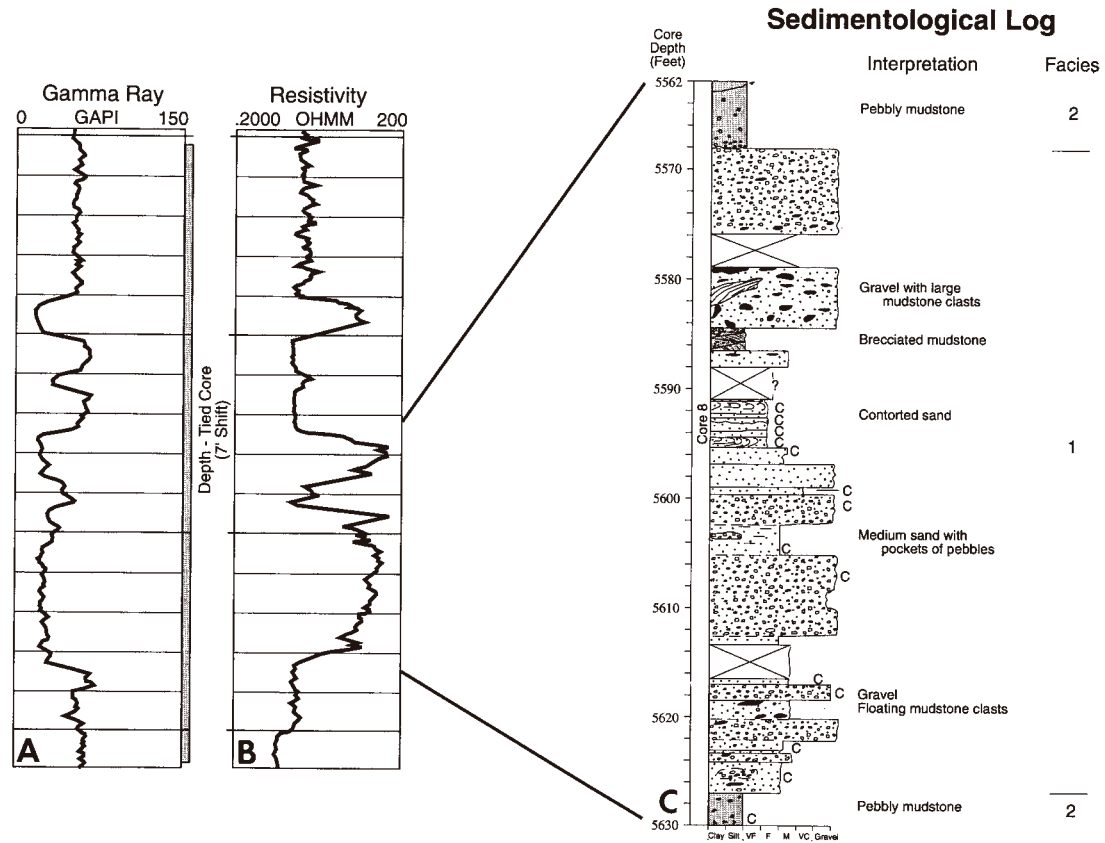 Sedimentological Log
Gamma Ray
0 GAPI 150
Resistivity
.2000 OHMM 200
Depth - Tied Core
(7' Shift)
A
B
Core
Depth
(Feet)
Interpretation
Facies
5562
Pebbly mudstone
2
5570
5580
Gravel with large
mudstone clasts
Brecciated mudstone
5590
?
Core 8
C
Contorted sand
C
C
C
C
1
C
5600
C
Medium sand with
pockets of pebbles
C
C
5610
C
C
Gravel
Floating mudstone clasts
5620
C
C
C
Pebbly mudstone
2
C
5630
Clay Silt VF F M VC Gravel